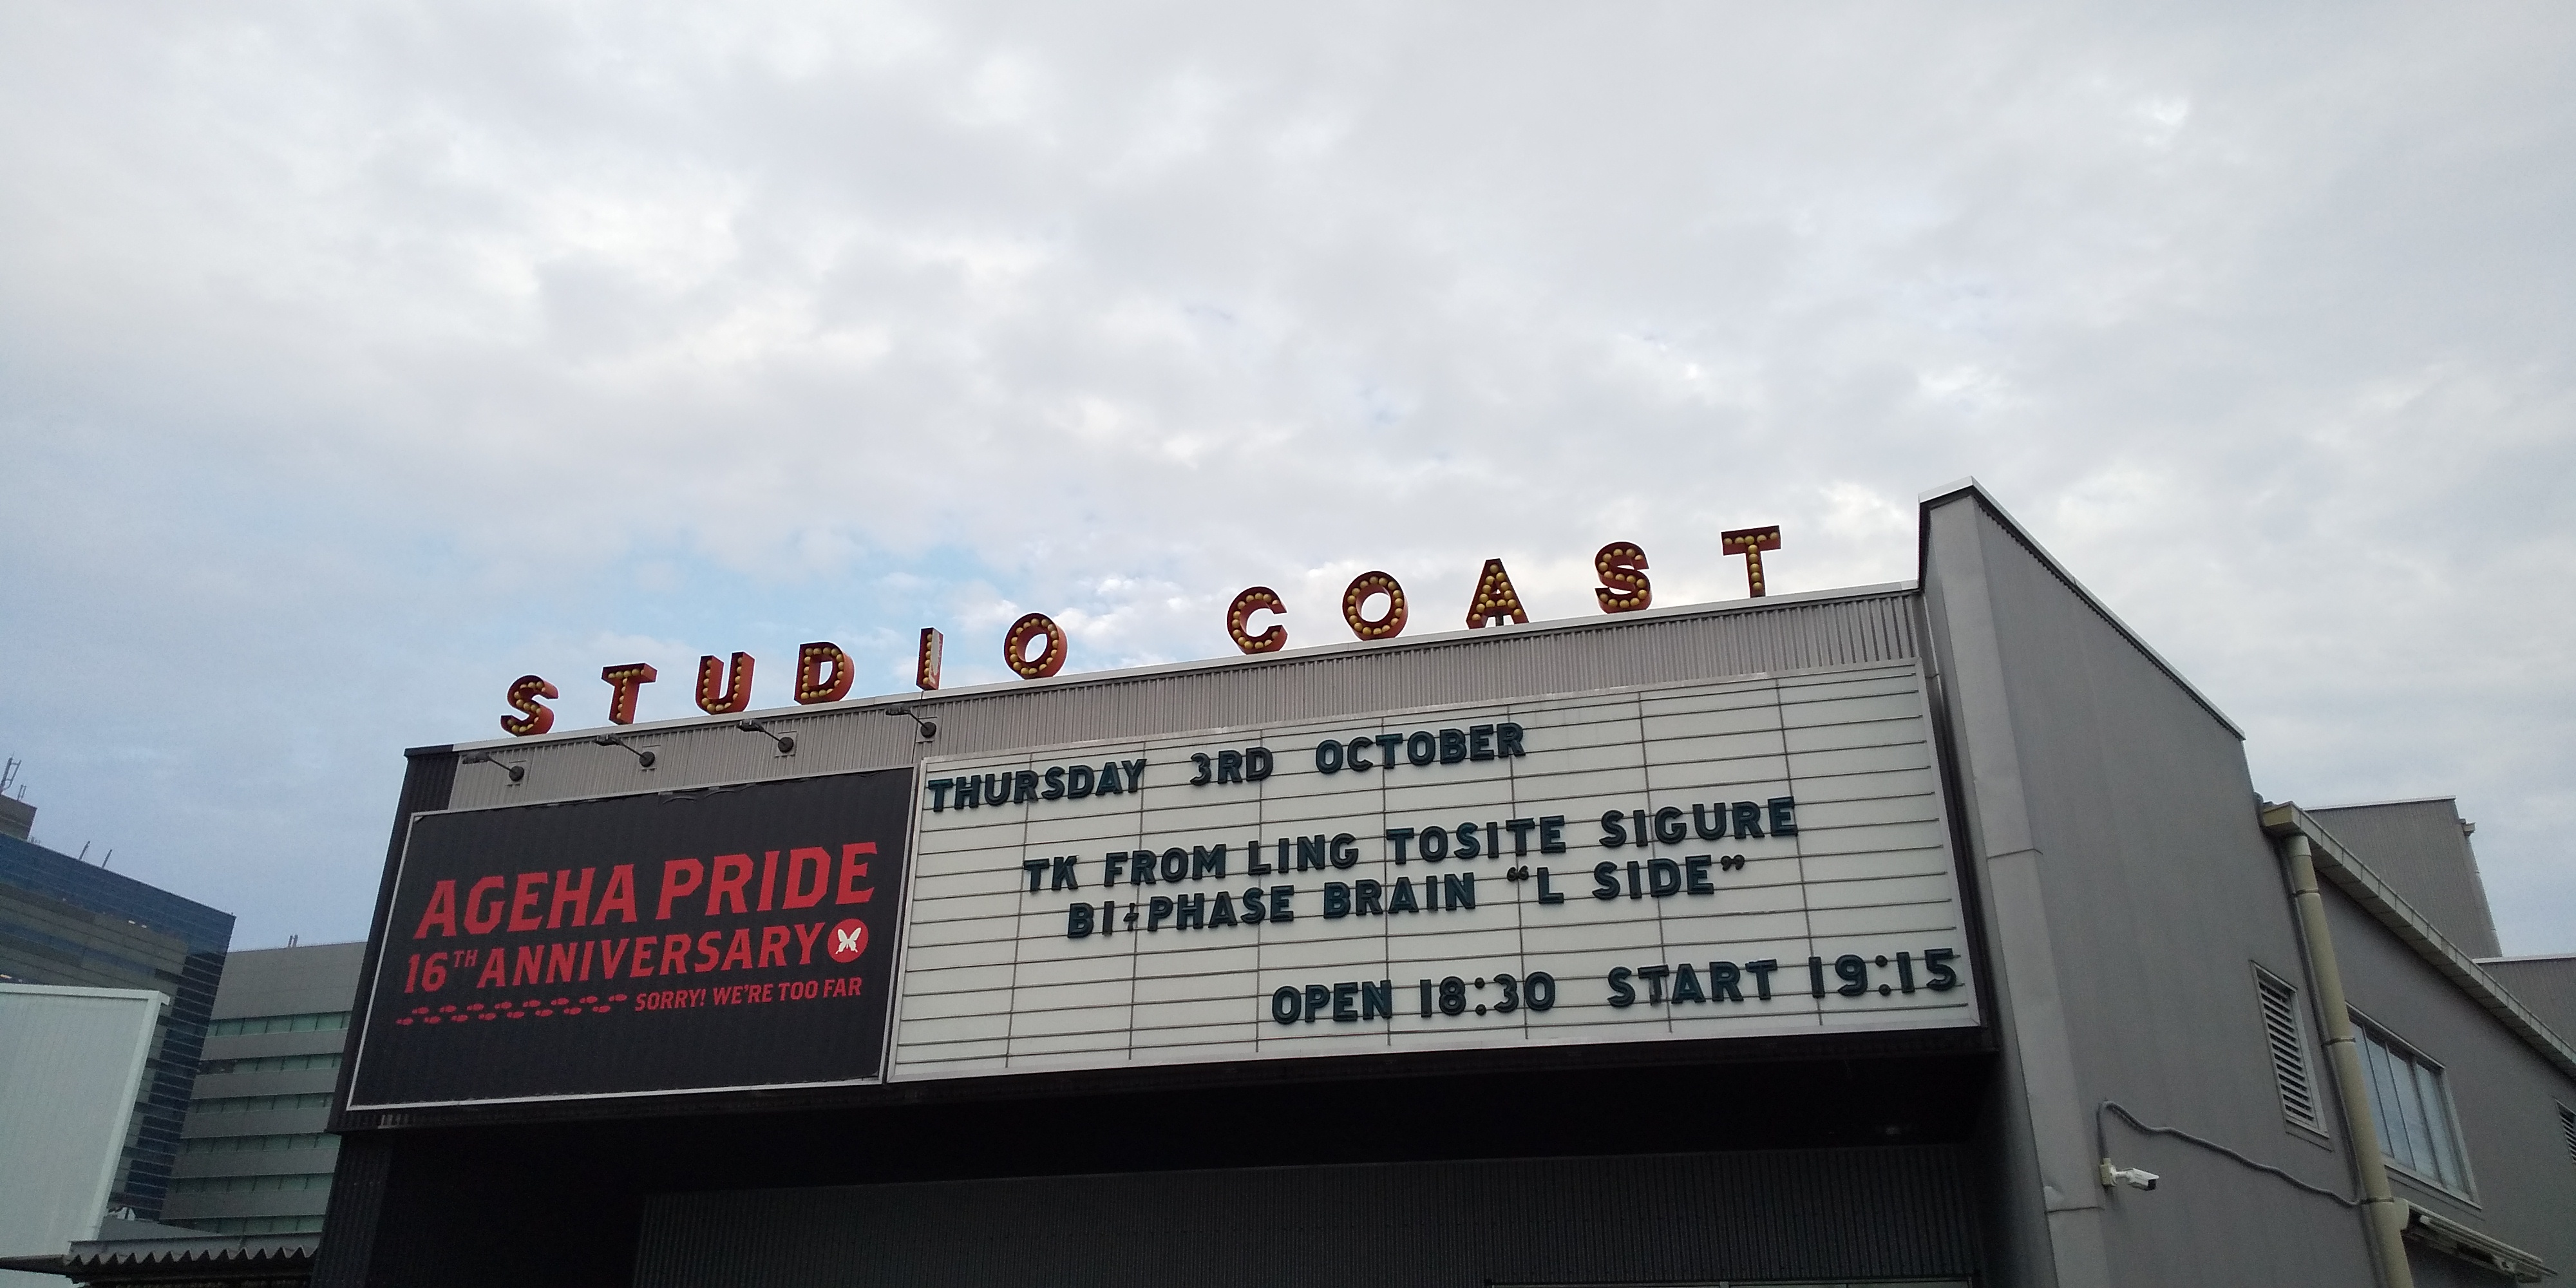 STUDIO COAST
AGEHA PRIDE
16TH ANNIVERSARY
SORRY! WE'RE TOO FAR
THURSDAY 3RD OCTOBER
TK FROM LING TOSITE SIGURE
BI-PHASE BRAIN “L SIDE”
OPEN 18:30 START 19:15